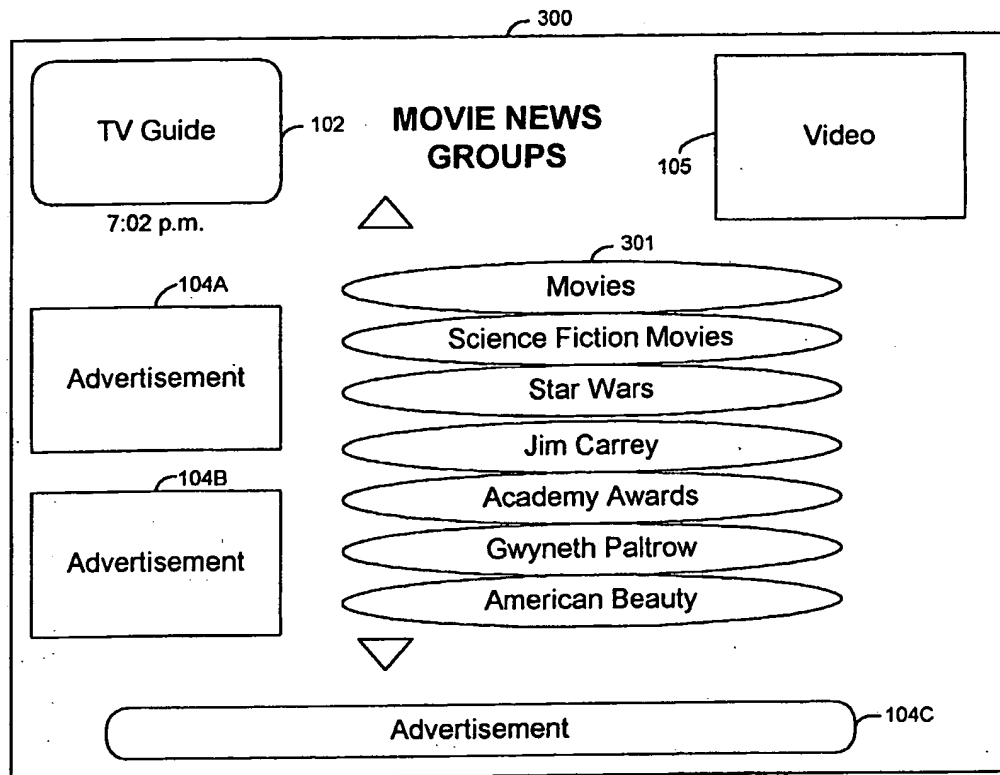 300
TV Guide
102
MOVIE NEWS
GROUPS
105
Video
7:02 p.m.
301
104A
Advertisement
104B
Advertisement
Movies
Science Fiction Movies
Star Wars
Jim Carrey
Academy Awards
Gwyneth Paltrow
American Beauty
Advertisement
104C